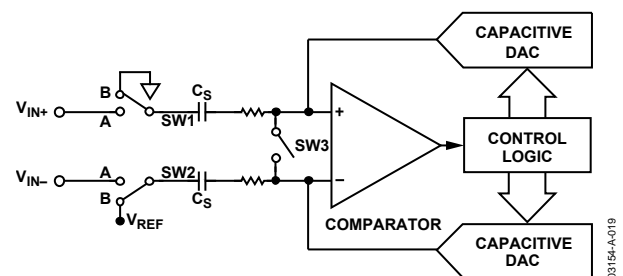 CAPACITIVE
DAC
B
CS
VIN+
A
SW1
+
SW3
CONTROL
LOGIC
VIN–
A
SW2
–
B
CS
VREF
COMPARATOR
CAPACITIVE
DAC
03154-A-019